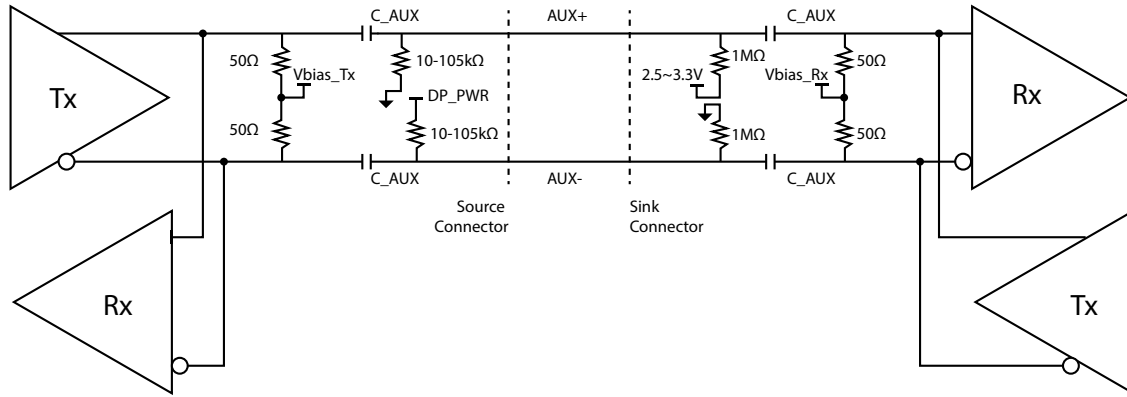 C_AUX
AUX+
C_AUX
50Ω
10-105kΩ
1MΩ
50Ω
Vbias_Tx
2.5~3.3V
Vbias_Rx
Tx
DP_PWR
Rx
50Ω
10-105kΩ
1MΩ
50Ω
C_AUX
AUX-
C_AUX
Source
Connector
Sink
Connector
Rx
Tx